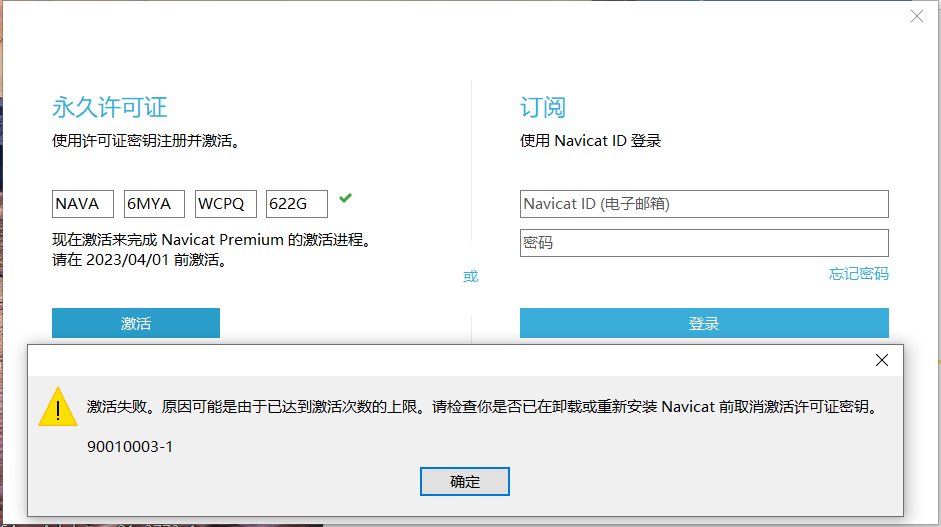 永久许可证
使用许可证密钥注册并激活。
NAVA 6MYA WCPQ 622G
现在激活来完成 Navicat Premium 的激活进程。
请在 2023/04/01 前激活。
激活
或
订阅
使用 Navicat ID 登录
Navicat ID (电子邮箱)
密码
忘记密码
登录
激活失败。原因可能是由于已达到激活次数的上限。请检查你是否已在卸载或重新安装 Navicat 前取消激活许可证密钥。
90010003-1
确定